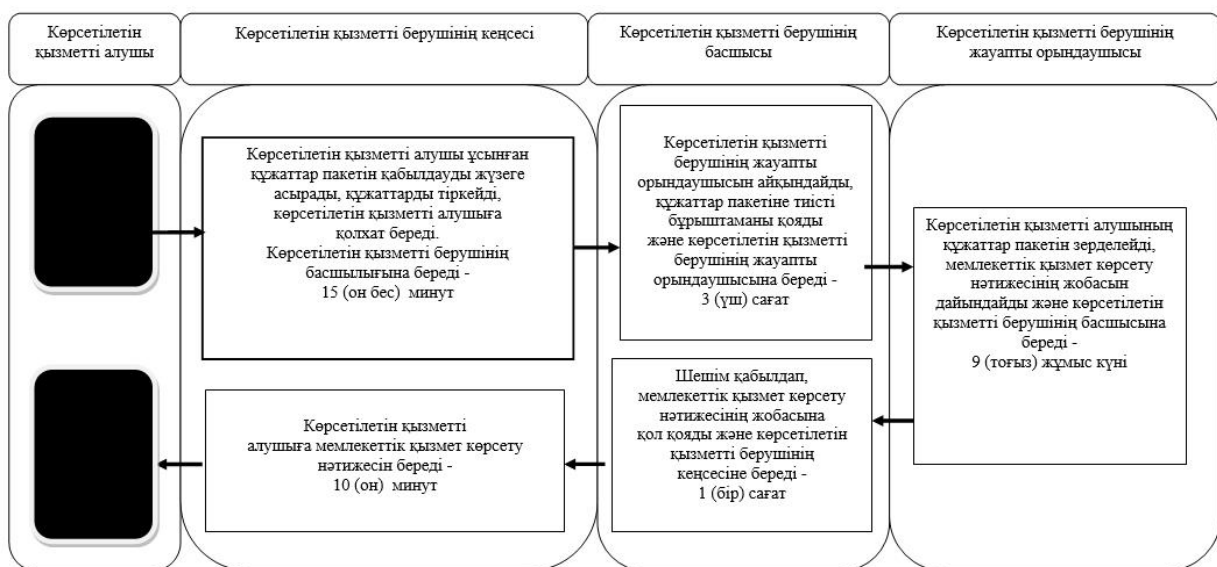 Көрсетілетін
қызметті алушы
Көрсетілетін қызметті берушінің кеңсесі
Көрсетілетін қызметті берушінің
басшысы
Көрсетілетін қызметті берушінің
жауапты орындаушысы
Көрсетілетін қызметті алушы ұсынған
құжаттар пакетін қабылдауды жүзеге
асырады, құжаттарды тіркейді,
көрсетілетін қызметті алушыға
қолхат береді.
Көрсетілетін қызметті берушінің
басшылығына береді -
15 (он бес)  минут
Көрсетілетін қызметті
берушінің жауапты
орындаушысын айқындайды,
құжаттар пакетіне тиісті
бұрыштаманы қояды
және көрсетілетін қызметті
берушінің жауапты
орындаушысына береді -
3 (үш) сағат
Көрсетілетін қызметті алушының
құжаттар пакетін зерделейді,
мемлекеттік қызмет көрсету
нәтижесінің жобасын
дайындайды және көрсетілетін
қызметті берушінің басшысына
береді -
9 (тоғыз) жұмыс күні
Шешім қабылдап,
мемлекеттік қызмет көрсету
нәтижесінің жобасына
қол қояды және көрсетілетін
қызметті берушінің
кеңсесіне береді -
1 (бір) сағат
Көрсетілетін қызметті
алушыға мемлекеттік қызмет көрсету
нәтижесін береді -
10 (он)  минут